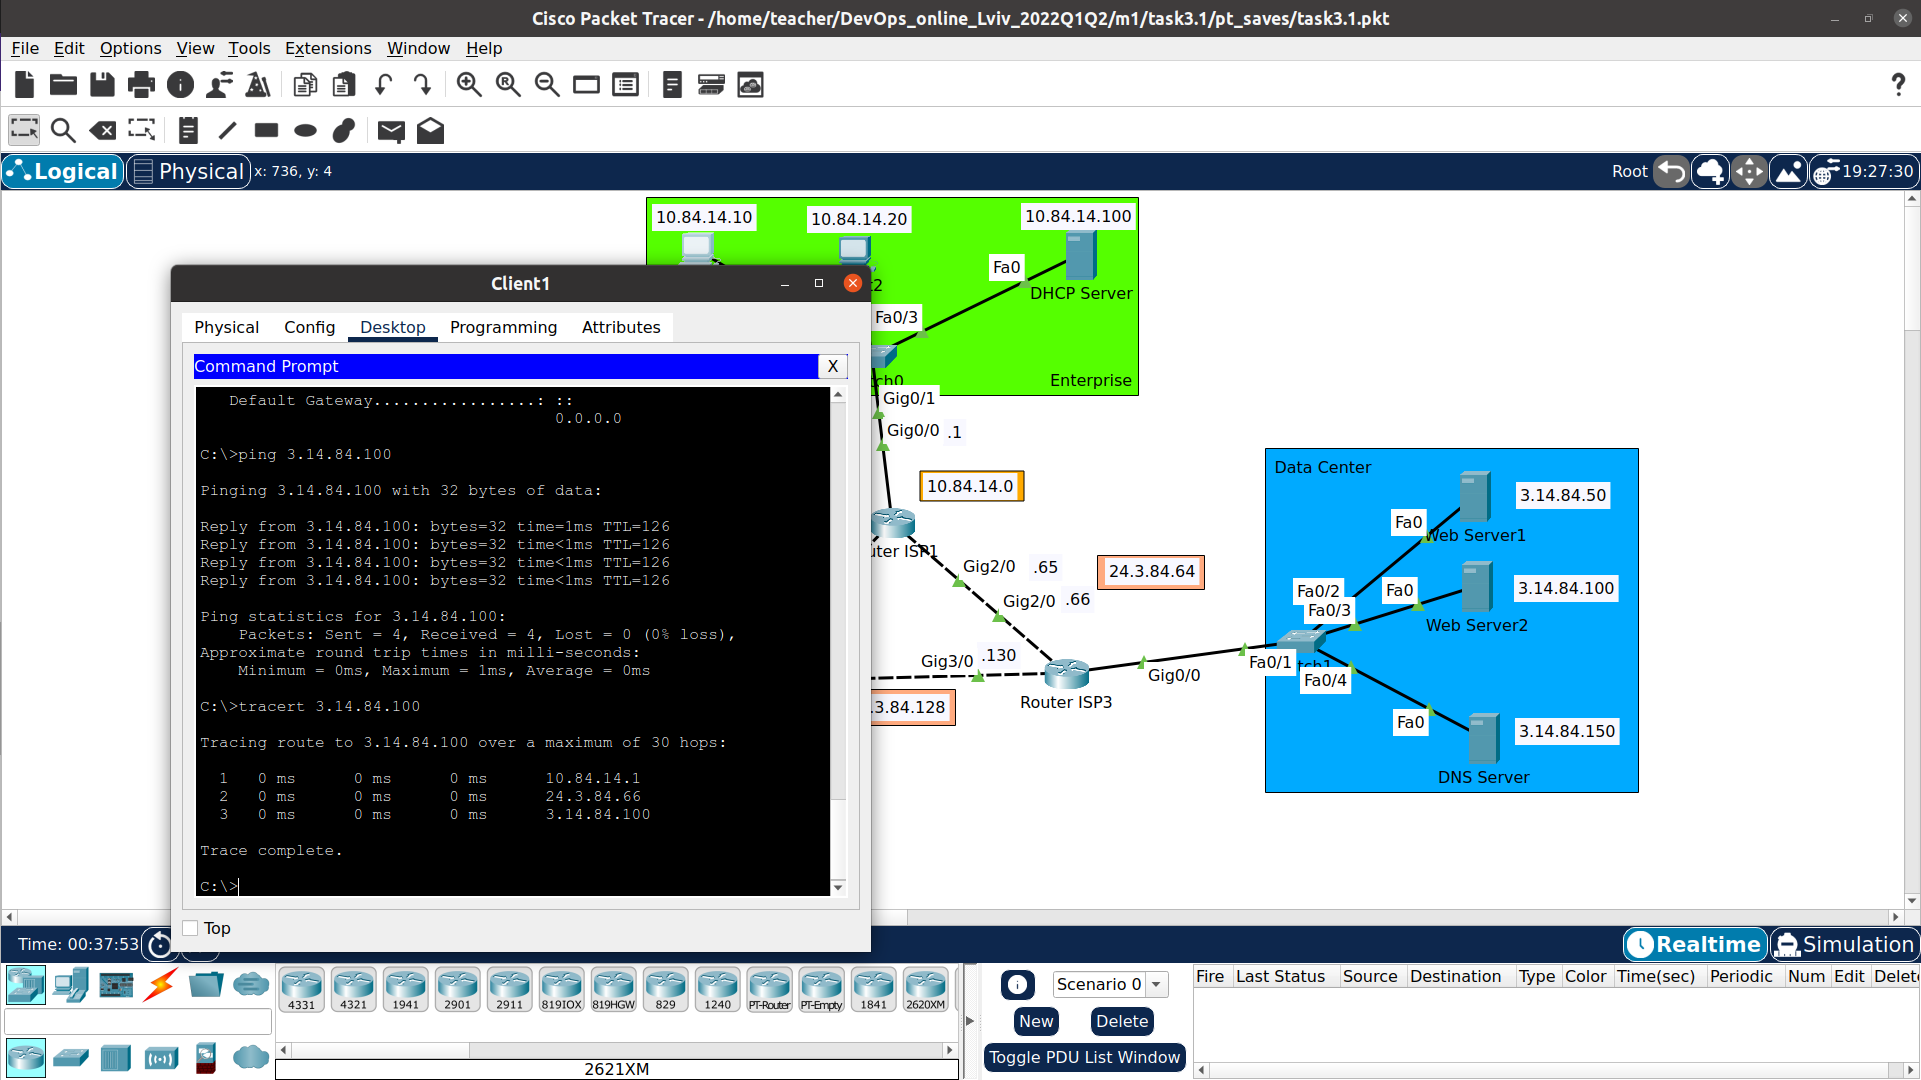 Cisco Packet Tracer - /home/teacher/DevOps_online_Lviv_2022Q1Q2/m1/task3.1/pt_saves/task3.1.pkt
File Edit Options View Tools Extensions Window Help
Logical Physical x: 736, y: 4 Root 19:27:30
10.84.14.10 10.84.14.20 10.84.14.100
Fa0
DHCP Server
Fa0/3
Enterprise
Gig0/1
Gig0/0 .1
10.84.14.0
Gig2/0 .65
24.3.84.64
Gig2/0 .66
Gig3/0 .130
.3.84.128
Router ISP3
Gig0/0
Data Center
3.14.84.50
Fa0
Web Server1
Fa0/2
Fa0
3.14.84.100
Fa0/3
Web Server2
Fa0/1
Fa0/4
Fa0
3.14.84.150
DNS Server
Client1
Physical Config Desktop Programming Attributes
Command Prompt X
Default Gateway.................: ::
0.0.0.0
C:\>ping 3.14.84.100
Pinging 3.14.84.100 with 32 bytes of data:
Reply from 3.14.84.100: bytes=32 time=1ms TTL=126
Reply from 3.14.84.100: bytes=32 time<1ms TTL=126
Reply from 3.14.84.100: bytes=32 time<1ms TTL=126
Reply from 3.14.84.100: bytes=32 time<1ms TTL=126
Ping statistics for 3.14.84.100:
Packets: Sent = 4, Received = 4, Lost = 0 (0% loss),
Approximate round trip times in milli-seconds:
Minimum = 0ms, Maximum = 1ms, Average = 0ms
C:\>tracert 3.14.84.100
Tracing route to 3.14.84.100 over a maximum of 30 hops:
1 0 ms 0 ms 0 ms 10.84.14.1
2 0 ms 0 ms 0 ms 24.3.84.66
3 0 ms 0 ms 0 ms 3.14.84.100
Trace complete.
C:\>
Top
Time: 00:37:53 Realtime Simulation
4331 4321 1941 2901 2911 819IOX 819HGW 829 1240 PT-Router PT-Empty 1841 2620XM
2621XM
Scenario 0
New Delete
Toggle PDU List Window
Fire Last Status Source Destination Type Color Time(sec) Periodic Num Edit Delete